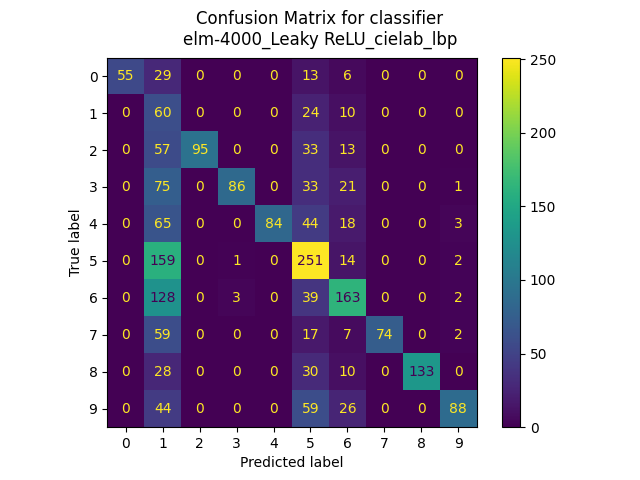 Confusion Matrix for classifier
elm-4000_Leaky ReLU_cielab_lbp
0 55 29 0 0 0 13 6 0 0 0
1 0 60 0 0 0 24 10 0 0 0
2 0 57 95 0 0 33 13 0 0 0
3 0 75 0 86 0 33 21 0 0 1
4 0 65 0 0 84 44 18 0 0 3
5 0 159 0 1 0 251 14 0 0 2
6 0 128 0 3 0 39 163 0 0 2
7 0 59 0 0 0 17 7 74 0 2
8 0 28 0 0 0 30 10 0 133 0
9 0 44 0 0 0 59 26 0 0 88
0 1 2 3 4 5 6 7 8 9
Predicted label
True label
250
200
150
100
50
0